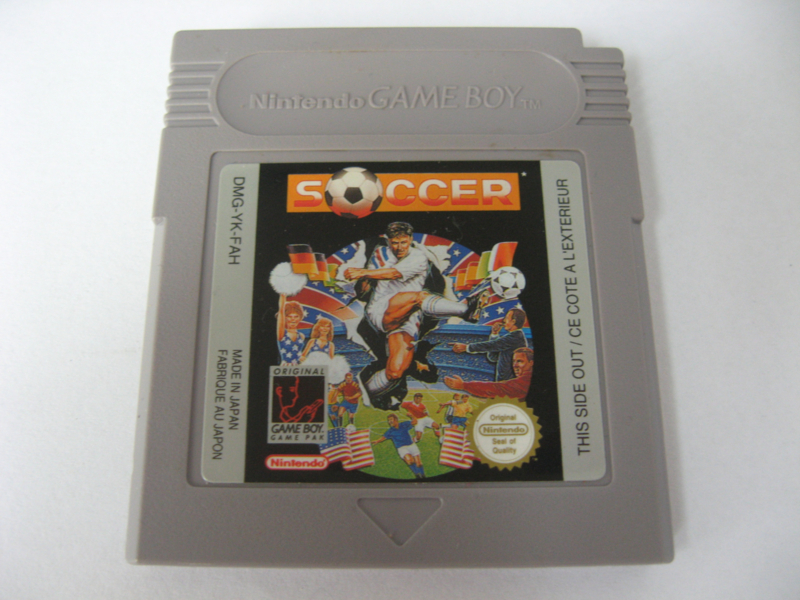 Nintendo GAME BOY TM
SOCCER
DMG-YK-FAH
MADE IN JAPAN
FABRIQUE AU JAPON
THIS SIDE OUT / CE COTE A L'EXTERIEUR
ORIGINAL
GAME BOY
GAME PAK
Nintendo
Original
Nintendo
Seal of
Quality